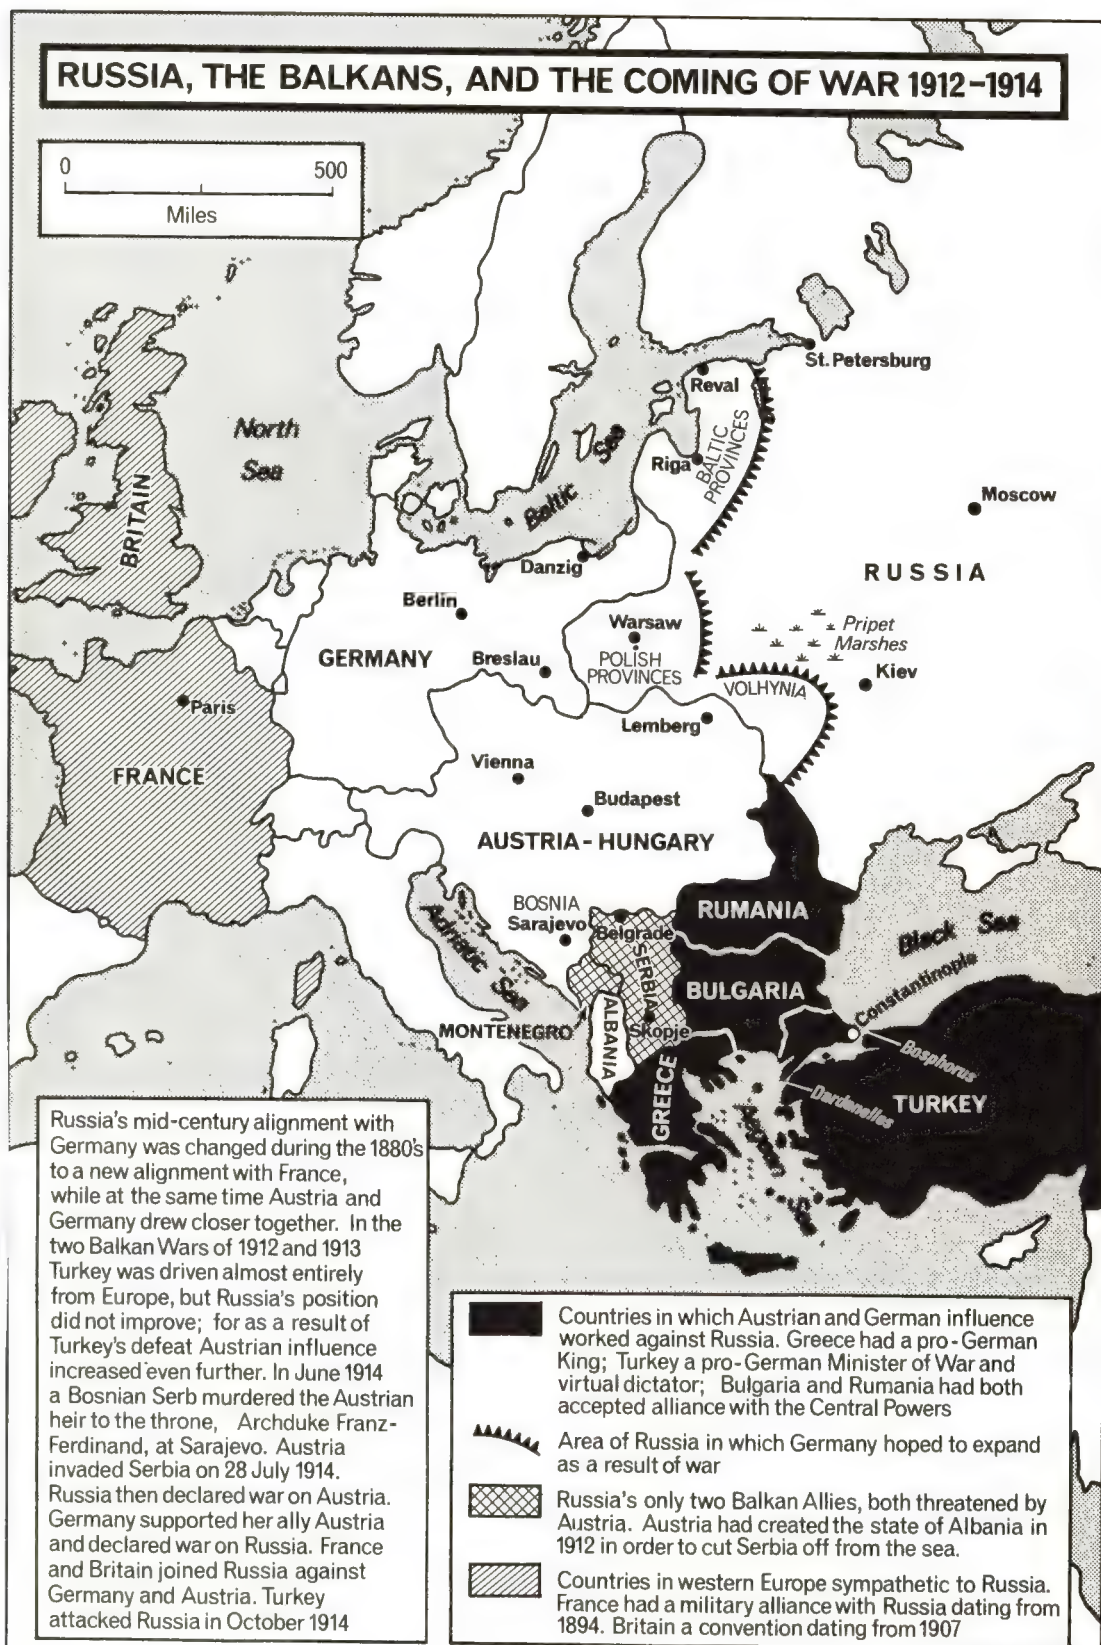 RUSSIA, THE BALKANS, AND THE COMING OF WAR 1912-1914
0 500
Miles
St. Petersburg
Reval
North
Sea
BALTIC
PROVINCES
Riga
Baltic Sea
Moscow
BRITAIN
Danzig
RUSSIA
Berlin
Warsaw
Pripet
Marshes
GERMANY
Breslau
POLISH
PROVINCES
Kiev
VOLHYNIA
Paris
Lemberg
Vienna
FRANCE
Budapest
AUSTRIA-HUNGARY
BOSNIA
Sarajevo
RUMANIA
Belgrade
Adriatic Sea
SERBIA
Black Sea
BULGARIA
Constantinople
MONTENEGRO
ALBANIA
Skopje
Bosphorus
GREECE
Dardanelles
TURKEY
Aegean
Sea
Russia's mid-century alignment with
Germany was changed during the 1880's
to a new alignment with France,
while at the same time Austria and
Germany drew closer together. In the
two Balkan Wars of 1912 and 1913
Turkey was driven almost entirely
from Europe, but Russia's position
did not improve; for as a result of
Turkey's defeat Austrian influence
increased even further. In June 1914
a Bosnian Serb murdered the Austrian
heir to the throne, Archduke Franz-
Ferdinand, at Sarajevo. Austria
invaded Serbia on 28 July 1914.
Russia then declared war on Austria.
Germany supported her ally Austria
and declared war on Russia. France
and Britain joined Russia against
Germany and Austria. Turkey
attacked Russia in October 1914
Countries in which Austrian and German influence
worked against Russia. Greece had a pro-German
King; Turkey a pro-German Minister of War and
virtual dictator; Bulgaria and Rumania had both
accepted alliance with the Central Powers
Area of Russia in which Germany hoped to expand
as a result of war
Russia's only two Balkan Allies, both threatened by
Austria. Austria had created the state of Albania in
1912 in order to cut Serbia off from the sea.
Countries in western Europe sympathetic to Russia.
France had a military alliance with Russia dating from
1894. Britain a convention dating from 1907